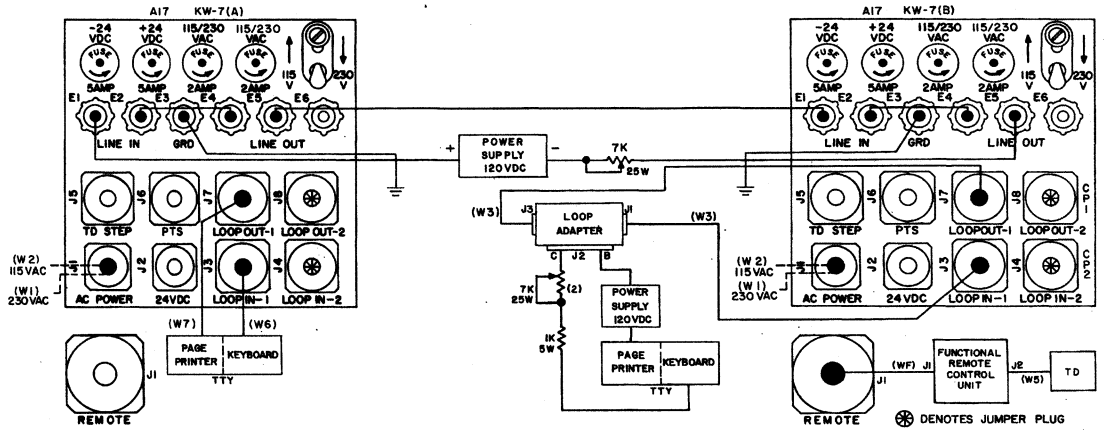 A17 KW-7(A)
-24 VDC +24 VDC 115/230 VAC 115/230 VAC
FUSE FUSE FUSE FUSE
5AMP 5AMP 2AMP 2AMP
115 V 230 V
E1 E2 E3 E4 E5 E6
LINE IN GRD LINE OUT
J5 J6 J7 J8
TD STEP PTS LOOP OUT-1 LOOP OUT-2
J1 J2 J3 J4
(W2) 115VAC
(W1) 230VAC
AC POWER 24VDC LOOP IN-1 LOOP IN-2
(W7) (W6)
PAGE PRINTER KEYBOARD
TTY
J1
REMOTE
+ POWER SUPPLY 120VDC -
7K
25W
(W3) J3 LOOP ADAPTER J1 (W3)
C J2 B
7K 25W (2)
POWER SUPPLY 120VDC
1K 5W
PAGE PRINTER KEYBOARD
TTY
A17 KW-7(B)
-24 VDC +24 VDC 115/230 VAC 115/230 VAC
FUSE FUSE FUSE FUSE
5AMP 5AMP 2AMP 2AMP
115 V 230 V
E1 E2 E3 E4 E5 E6
LINE IN GRD LINE OUT
J5 J6 J7 J8 CP1
TD STEP PTS LOOPOUT-1 LOOPOUT-2
J1 J2 J3 J4 CP2
(W2) 115VAC
(W1) 230VAC
AC POWER 24VDC LOOP IN-1 LOOP IN-2
J1
REMOTE
(WF) J1 FUNCTIONAL REMOTE CONTROL UNIT J2 (W5) TD
DENOTES JUMPER PLUG